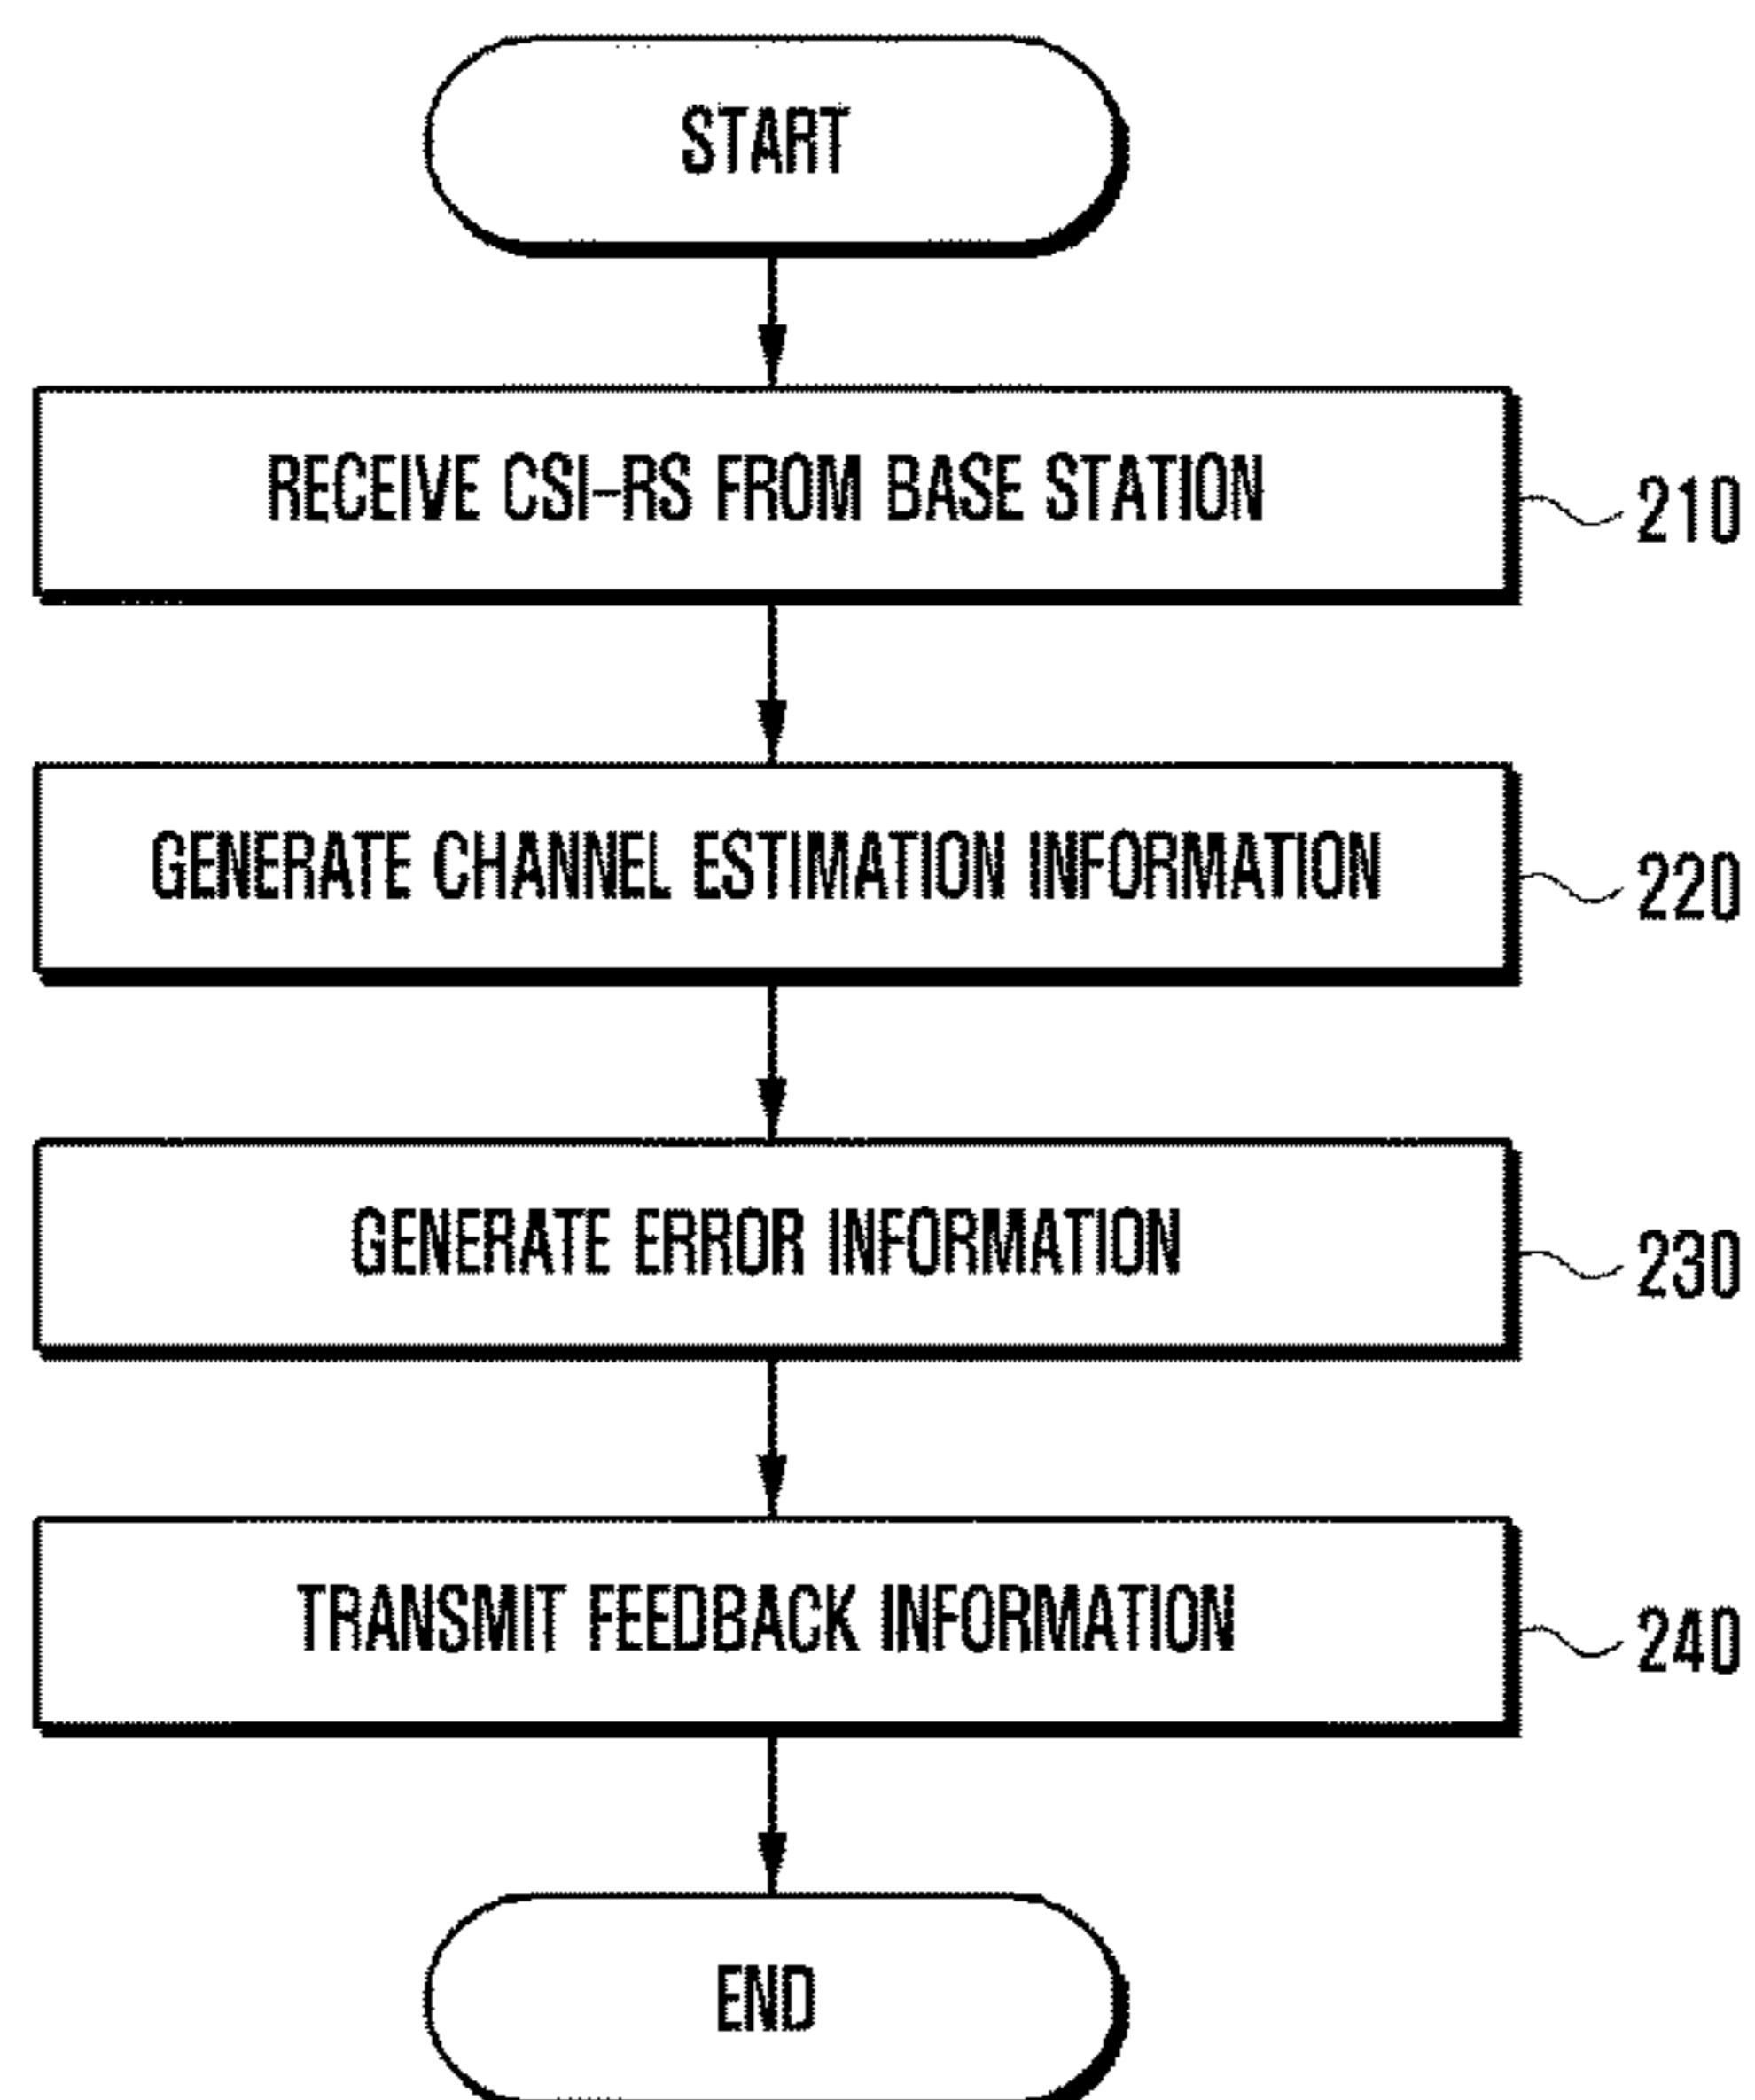 START
RECEIVE CSI-RS FROM BASE STATION
210
GENERATE CHANNEL ESTIMATION INFORMATION
220
GENERATE ERROR INFORMATION
230
TRANSMIT FEEDBACK INFORMATION
240
END